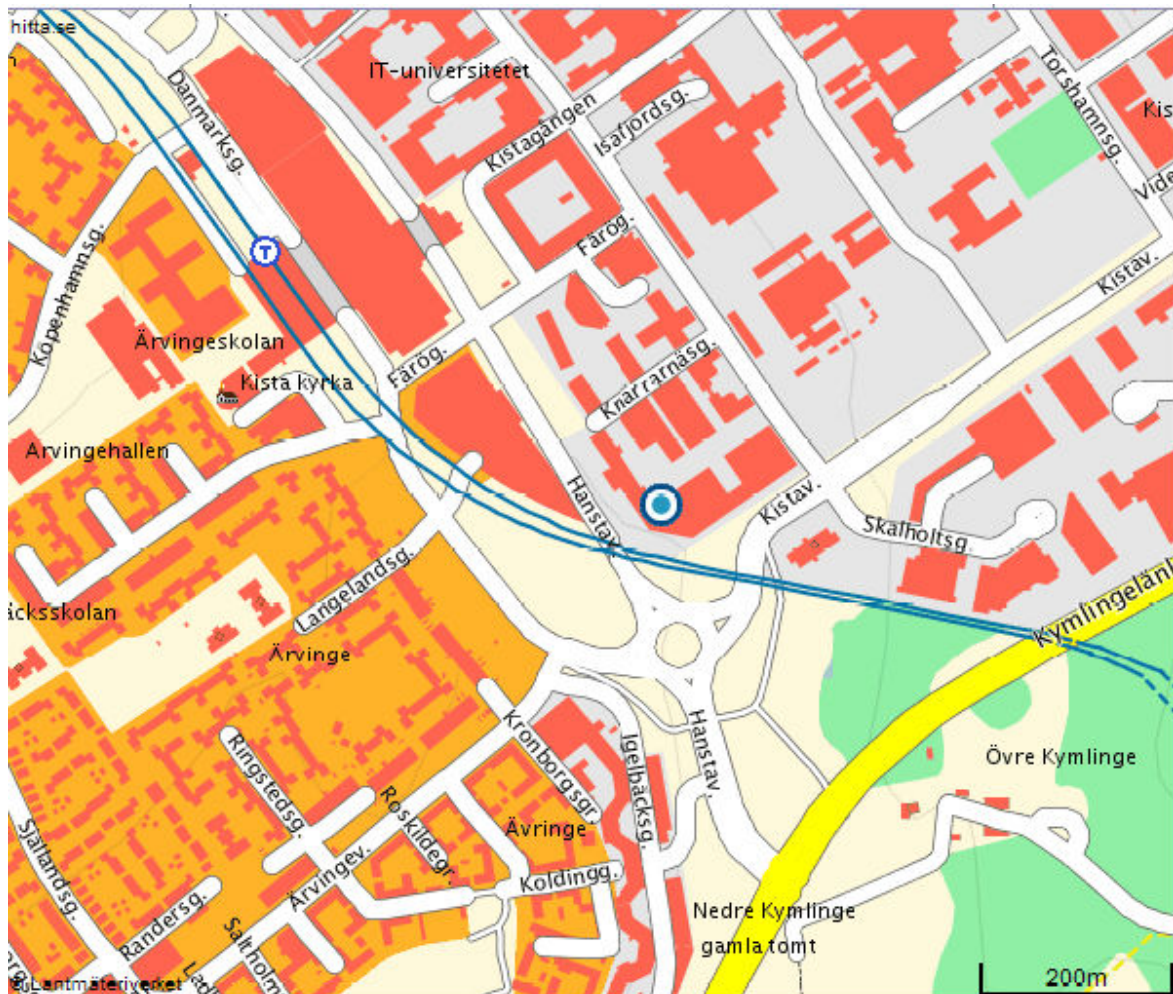 hitta.se
IT-universitetet
Torshamnsg.
Kis
Danmarksg.
Isafjordsg.
Kistagången
Vide
Färög.
Kistav.
Köpenhamnsg.
T
Ärvingeskolan
Kista kyrka
Färög.
Knarrarnäsg.
Arvingehallen
Hanstav.
Kistav.
Skalholtsg.
Langelandsg.
äcksskolan
Kymlingelänk
Ärvinge
Hanstav.
Kronborgsgr.
Igelbäcksg.
Övre Kymlinge
Ringstedsg.
Roskildegr.
Ävringe
Själlandsg.
Ärvingev.
Koldingg.
Nedre Kymlinge
gamla tomt
Randersg.
Saltholm
Lad
© Lantmäteriverket
200m